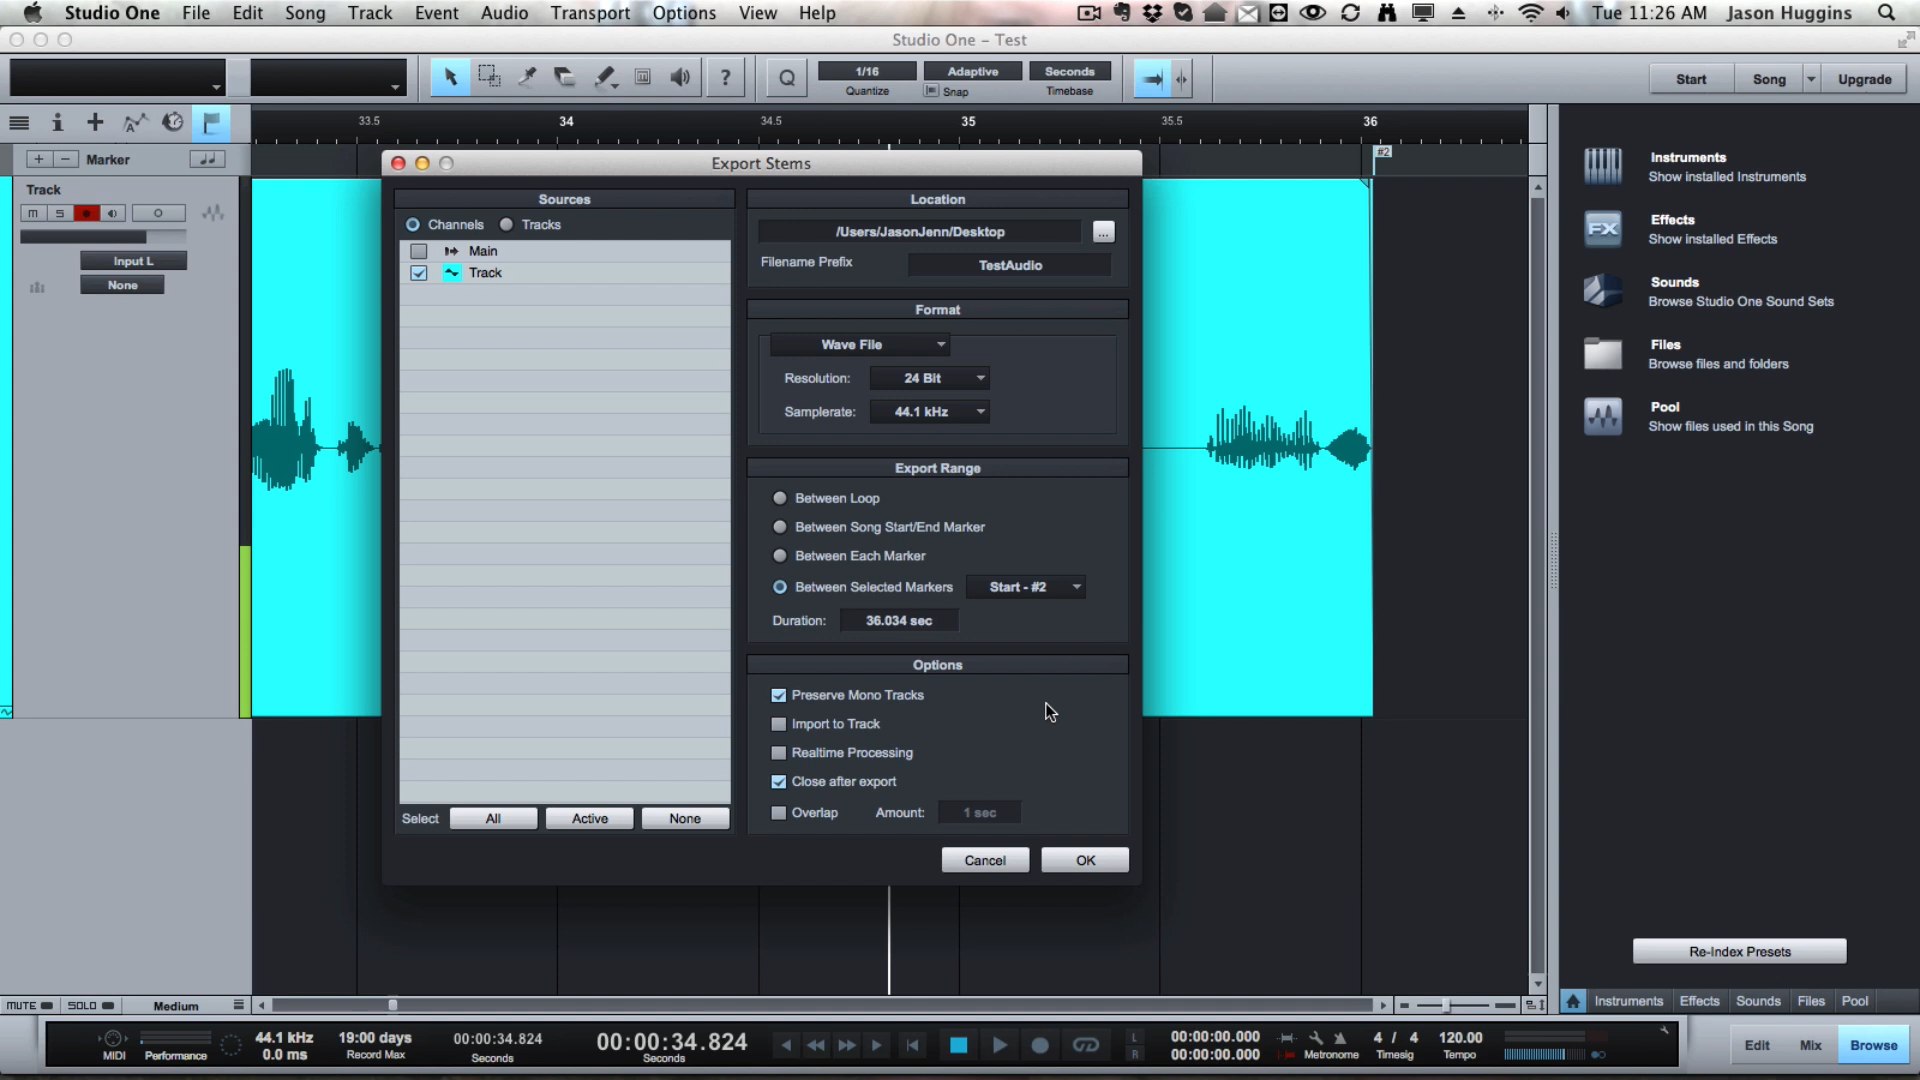 Studio One File Edit Song Track Event Audio Transport Options View Help Tue 11:26 AM Jason Huggins
Studio One – Test
1/16 Adaptive Seconds
Quantize Snap Timebase
Q ? Start Song Upgrade
33.5 34 34.5 35 35.5 36
+ − Marker
#2
Track
M S
Input L
None
Export Stems
Sources
Channels Tracks
Main
Track
Select All Active None
Location
/Users/JasonJenn/Desktop ...
Filename Prefix TestAudio
Format
Wave File
Resolution: 24 Bit
Samplerate: 44.1 kHz
Export Range
Between Loop
Between Song Start/End Marker
Between Each Marker
Between Selected Markers Start - #2
Duration: 36.034 sec
Options
Preserve Mono Tracks
Import to Track
Realtime Processing
Close after export
Overlap Amount: 1 sec
Cancel OK
Instruments
Show installed Instruments
FX
Effects
Show installed Effects
Sounds
Browse Studio One Sound Sets
Files
Browse files and folders
Pool
Show files used in this Song
Re-Index Presets
MUTE SOLO Medium
Instruments Effects Sounds Files Pool
MIDI Performance
44.1 kHz
0.0 ms
19:00 days
Record Max
00:00:34.824
Seconds
00:00:34.824
Seconds
L 00:00:00.000
R 00:00:00.000
Metronome
4 / 4
Timesig
120.00
Tempo
Edit Mix Browse